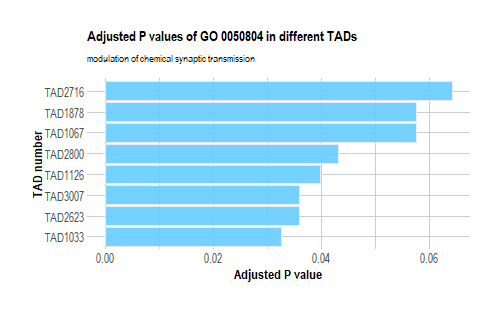 Adjusted P values of GO 0050804 in different TADs
modulation of chemical synaptic transmission
TAD2716
TAD1878
TAD1067
TAD2800
TAD1126
TAD3007
TAD2623
TAD1033
TAD number
0.00 0.02 0.04 0.06
Adjusted P value